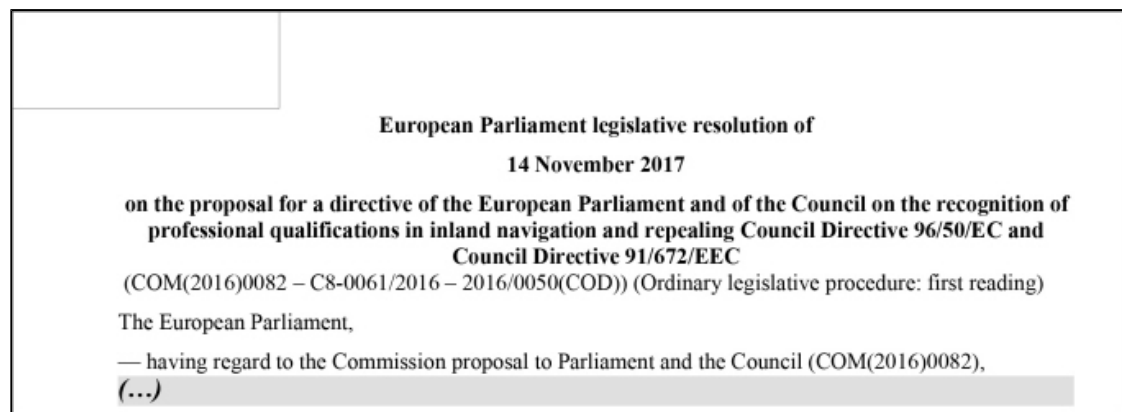 European Parliament legislative resolution of
14 November 2017
on the proposal for a directive of the European Parliament and of the Council on the recognition of
professional qualifications in inland navigation and repealing Council Directive 96/50/EC and
Council Directive 91/672/EEC
(COM(2016)0082 – C8-0061/2016 – 2016/0050(COD)) (Ordinary legislative procedure: first reading)
The European Parliament,
— having regard to the Commission proposal to Parliament and the Council (COM(2016)0082),
(…)